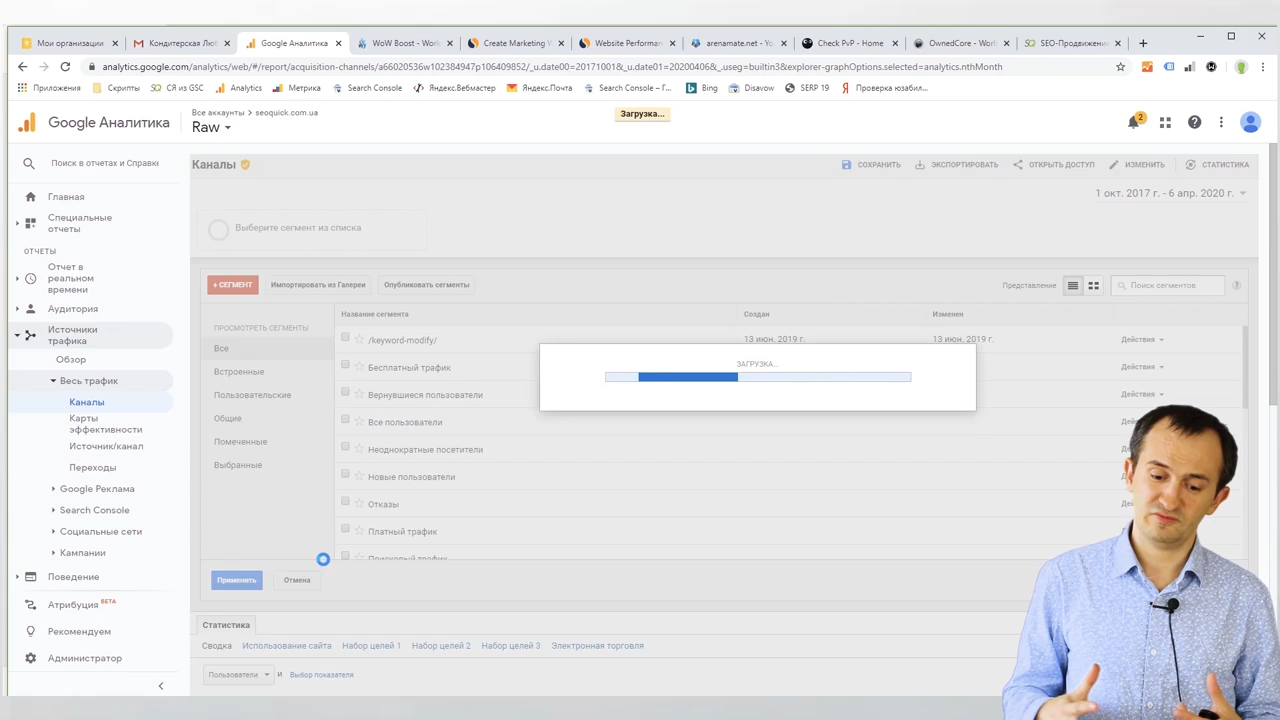 Мои организации
Кондитерская Люб
Google Аналитика
WoW Boost - Work
Create Marketing W
Website Performan
arenamate.net - Yo
Check PvP - Home
OwnedCore - Work
SEO-Продвижени
analytics.google.com/analytics/web/#/report/acquisition-channels/a66020536w102384947p106409852/_u.date00=20171001&_u.date01=20200406&_.useg=builtin3&explorer-graphOptions.selected=analytics.nthMonth
Приложения
Скрипты
СЯ из GSC
Analytics
Метрика
Search Console
Яндекс.Вебмастер
Яндекс.Почта
Search Console – Г...
Bing
Disavow
SERP 19
Проверка юзабил...
Google Аналитика
Все аккаунты > seoquick.com.ua
Raw
Загрузка...
2
Поиск в отчетах и Справке
Главная
Специальные
отчеты
ОТЧЕТЫ
Отчет в
реальном
времени
Аудитория
Источники
трафика
Обзор
Весь трафик
Каналы
Карты
эффективности
Источник/канал
Переходы
Google Реклама
Search Console
Социальные сети
Кампании
Поведение
Атрибуция BETA
Рекомендуем
Администратор
Каналы
СОХРАНИТЬ
ЭКСПОРТИРОВАТЬ
ОТКРЫТЬ ДОСТУП
ИЗМЕНИТЬ
СТАТИСТИКА
1 окт. 2017 г. - 6 апр. 2020 г.
Выберите сегмент из списка
+ СЕГМЕНТ
Импортировать из Галереи
Опубликовать сегменты
Представление
Поиск сегментов
ПРОСМОТРЕТЬ СЕГМЕНТЫ
Все
Встроенные
Пользовательские
Общие
Помеченные
Выбранные
Название сегмента
Создан
Изменен
/keyword-modify/
13 июн. 2019 г.
13 июн. 2019 г.
Действия
Бесплатный трафик
Действия
Вернувшиеся пользователи
Действия
Все пользователи
Неоднократные посетители
Новые пользователи
Отказы
Платный трафик
Поисковый трафик
ЗАГРУЗКА...
Применить
Отмена
Статистика
Сводка
Использование сайта
Набор целей 1
Набор целей 2
Набор целей 3
Электронная торговля
Пользователи
И
Выбор показателя